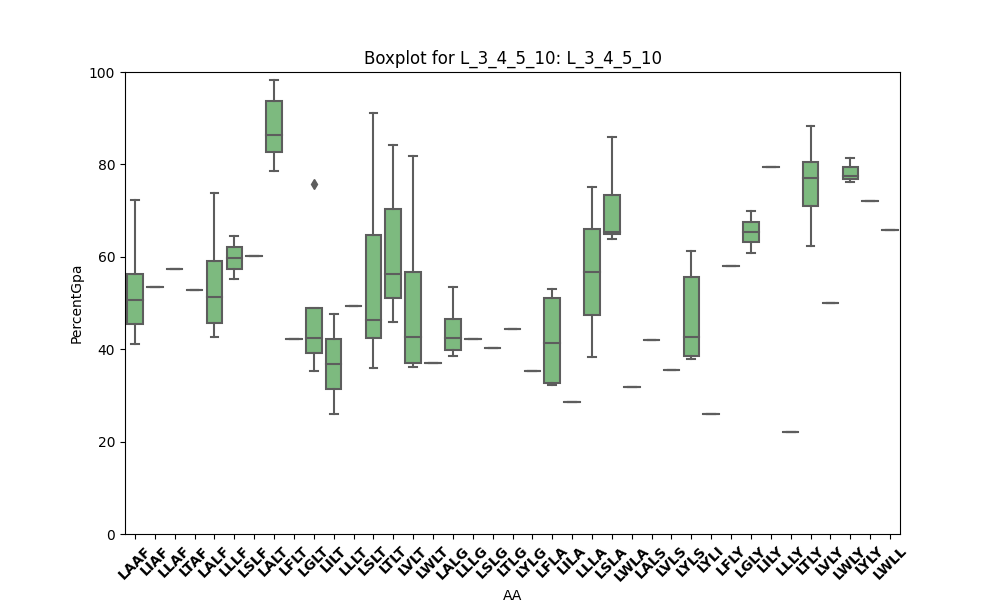 Boxplot for L_3_4_5_10: L_3_4_5_10
100
80
60
40
20
0
PercentGpa
LAAF LIAF LLAF LTAF LALF LLLF LSLF LALT LFLT LGLT LILT LLLT LSLT LTLT LVLT LWLT LALG LLLG LSLG LTLG LYLG LFLA LILA LLLA LSLA LWLA LALS LVLS LYLS LYLI LFLY LGLY LILY LLLY LTLY LVLY LWLY LYLY LWLL
AA